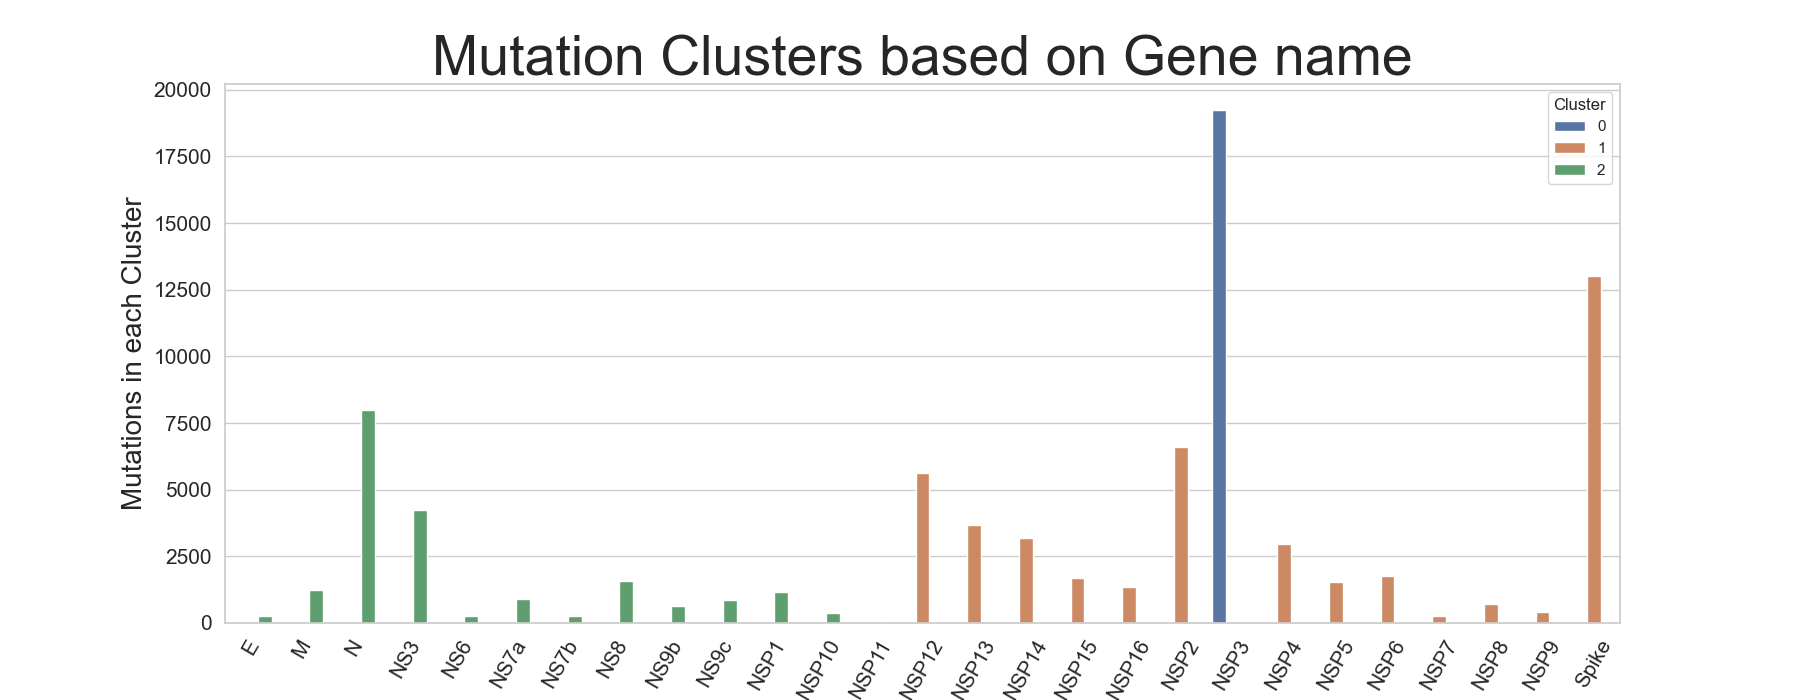 Mutation Clusters based on Gene name
Mutations in each Cluster
20000
17500
15000
12500
10000
7500
5000
2500
0
Cluster
0
1
2
E
M
N
NS3
NS6
NS7a
NS7b
NS8
NS9b
NS9c
NSP1
NSP10
NSP11
NSP12
NSP13
NSP14
NSP15
NSP16
NSP2
NSP3
NSP4
NSP5
NSP6
NSP7
NSP8
NSP9
Spike